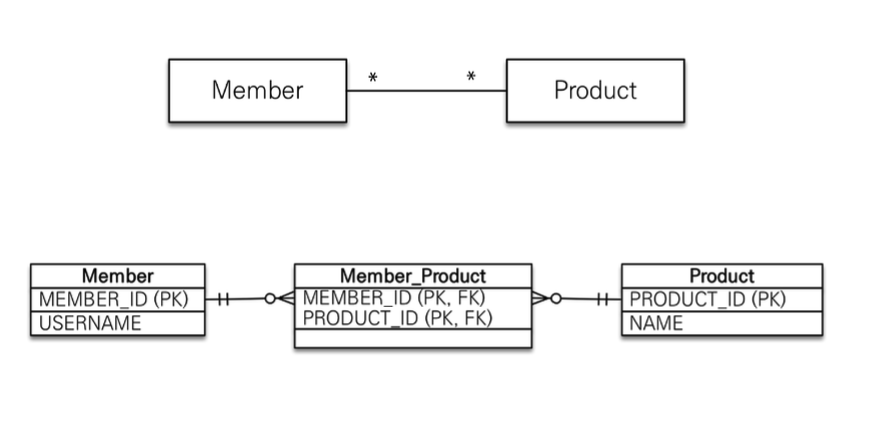 Member
*
*
Product
Member
MEMBER_ID (PK)
USERNAME
Member_Product
MEMBER_ID (PK, FK)
PRODUCT_ID (PK, FK)
Product
PRODUCT_ID (PK)
NAME